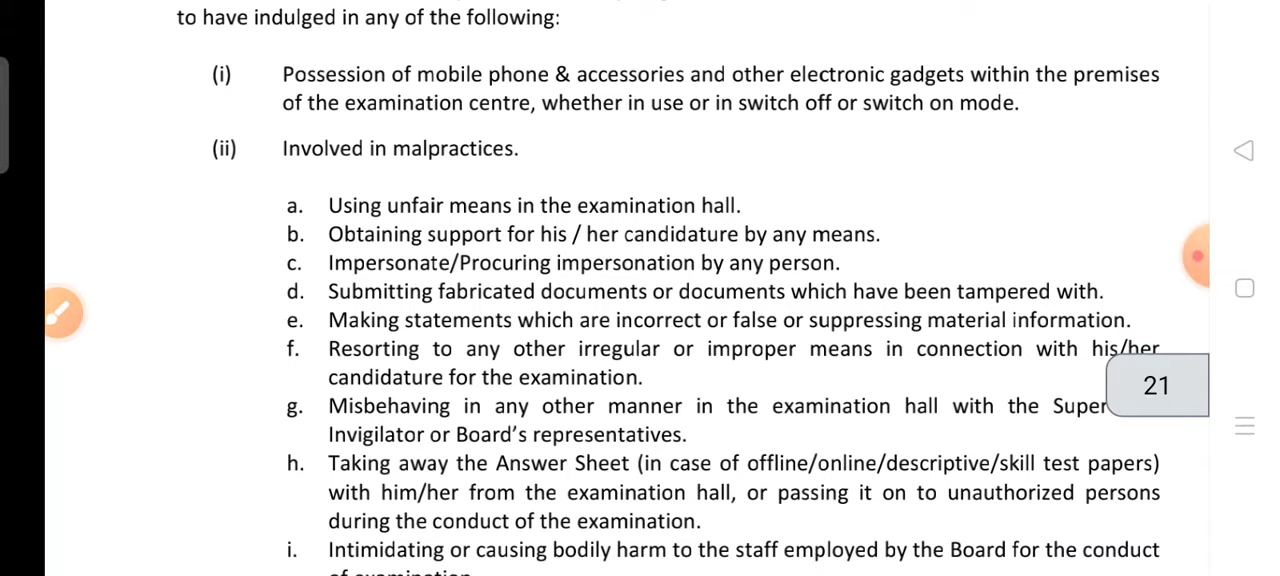 to have indulged in any of the following:
(i) Possession of mobile phone & accessories and other electronic gadgets within the premises
of the examination centre, whether in use or in switch off or switch on mode.
(ii) Involved in malpractices.
a. Using unfair means in the examination hall.
b. Obtaining support for his / her candidature by any means.
c. Impersonate/Procuring impersonation by any person.
d. Submitting fabricated documents or documents which have been tampered with.
e. Making statements which are incorrect or false or suppressing material information.
f. Resorting to any other irregular or improper means in connection with his/her
candidature for the examination.
21
g. Misbehaving in any other manner in the examination hall with the Super
Invigilator or Board's representatives.
h. Taking away the Answer Sheet (in case of offline/online/descriptive/skill test papers)
with him/her from the examination hall, or passing it on to unauthorized persons
during the conduct of the examination.
i. Intimidating or causing bodily harm to the staff employed by the Board for the conduct
of examination